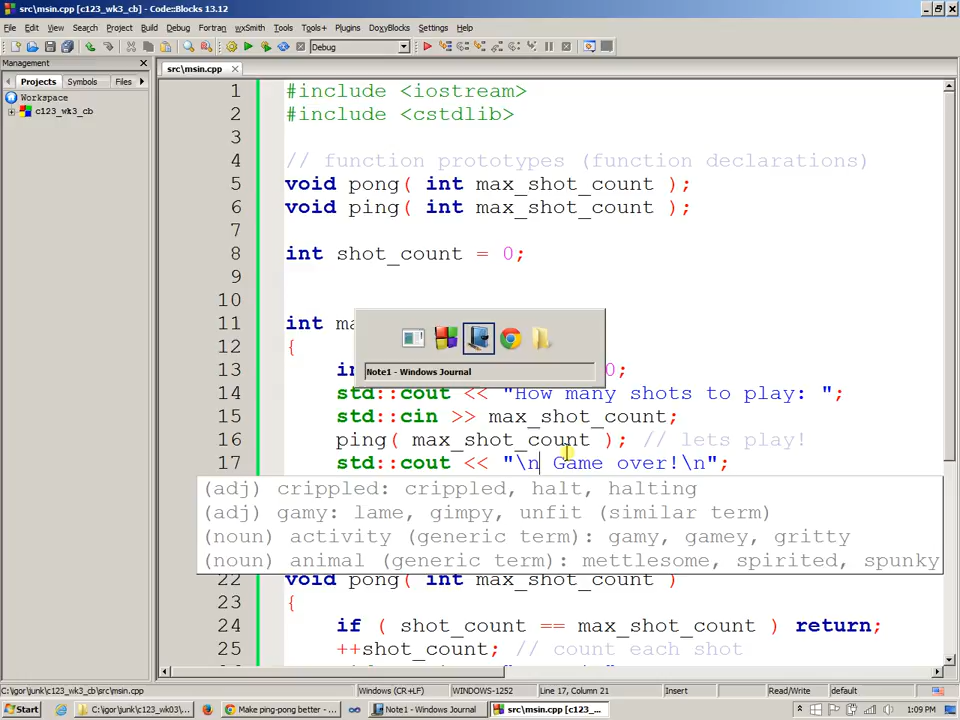 src\msin.cpp [c123_wk3_cb] - Code::Blocks 13.12
File Edit View Search Project Build Debug Fortran wxSmith Tools Tools+ Plugins DoxyBlocks Settings Help
Debug
Management
Projects Symbols Files
Workspace
c123_wk3_cb
src\msin.cpp
1 #include <iostream>
2 #include <cstdlib>
3
4 // function prototypes (function declarations)
5 void pong( int max_shot_count );
6 void ping( int max_shot_count );
7
8 int shot_count = 0;
9
10
11 int ma
12 {
13 in 0;
Note1 - Windows Journal
14 std::cout << "How many shots to play: ";
15 std::cin >> max_shot_count;
16 ping( max_shot_count ); // lets play!
17 std::cout << "\n Game over!\n";
(adj) crippled: crippled, halt, halting
(adj) gamy: lame, gimpy, unfit (similar term)
(noun) activity (generic term): gamy, gamey, gritty
(noun) animal (generic term): mettlesome, spirited, spunky
22 void pong( int max_shot_count )
23 {
24 if ( shot_count == max_shot_count ) return;
25 ++shot_count; // count each shot
C:\igor\junk\c123_wk3_cb\src\msin.cpp Windows (CR+LF) WINDOWS-1252 Line 17, Column 21 Insert Read/Write default
Start C:\igor\junk\c123_wk03\... Make ping-pong better - ... Note1 - Windows Journal src\msin.cpp [c123_... 1:09 PM